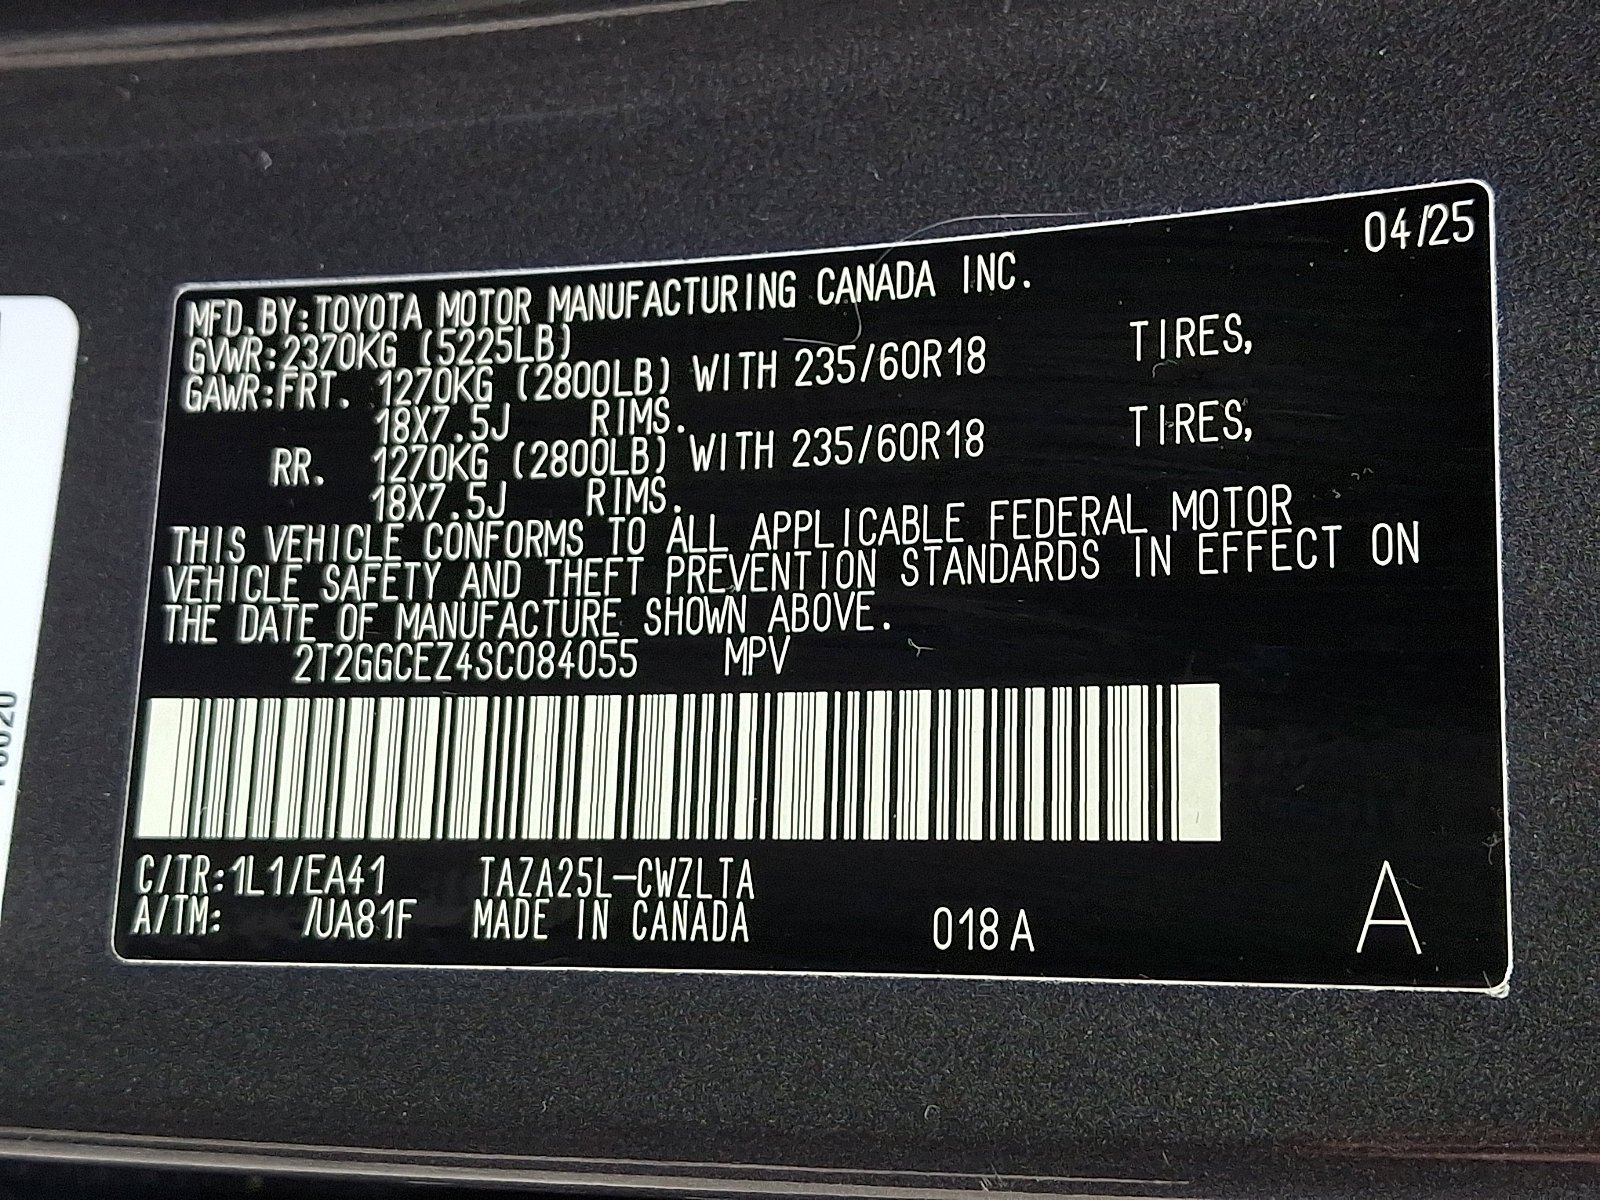 04/25
MFD.BY:TOYOTA MOTOR MANUFACTURING CANADA INC.
GVWR:2370KG (5225LB)
GAWR:FRT. 1270KG (2800LB) WITH 235/60R18 TIRES,
18X7.5J RIMS.
RR. 1270KG (2800LB) WITH 235/60R18 TIRES,
18X7.5J RIMS.
THIS VEHICLE CONFORMS TO ALL APPLICABLE FEDERAL MOTOR
VEHICLE SAFETY AND THEFT PREVENTION STANDARDS IN EFFECT ON
THE DATE OF MANUFACTURE SHOWN ABOVE.
2T2GGCEZ4SC084055 MPV
C/TR:1L1/EA41 TAZA25L-CWZLTA
A/TM: /UA81F MADE IN CANADA 018 A A